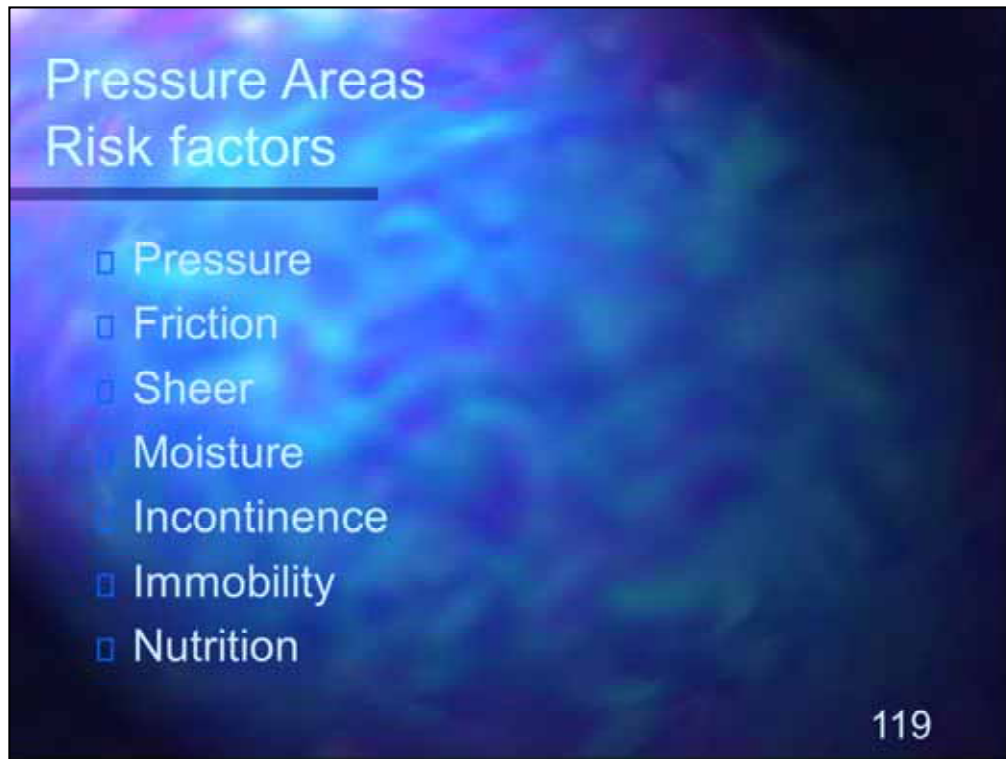 Pressure Areas
Risk factors
Pressure
Friction
Sheer
Moisture
Incontinence
Immobility
Nutrition
119